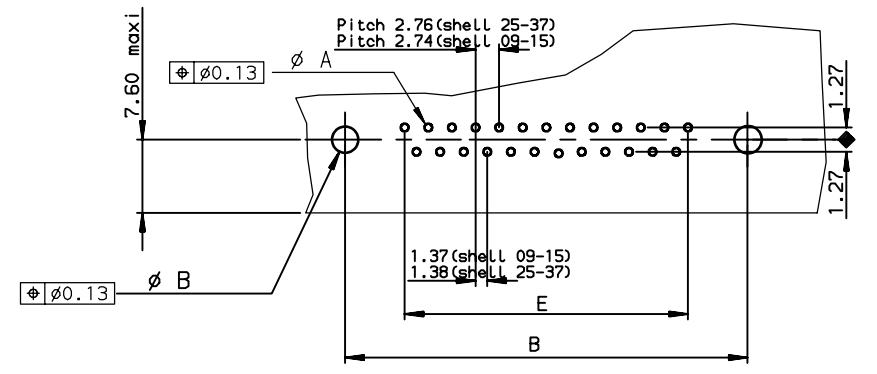 Pitch 2.76(shell 25-37)
Pitch 2.74(shell 09-15)
7.60 maxi
⌖ ø0.13
ø A
1.27
1.27
1.37(shell 09-15)
1.38(shell 25-37)
⌖ ø0.13
ø B
E
B